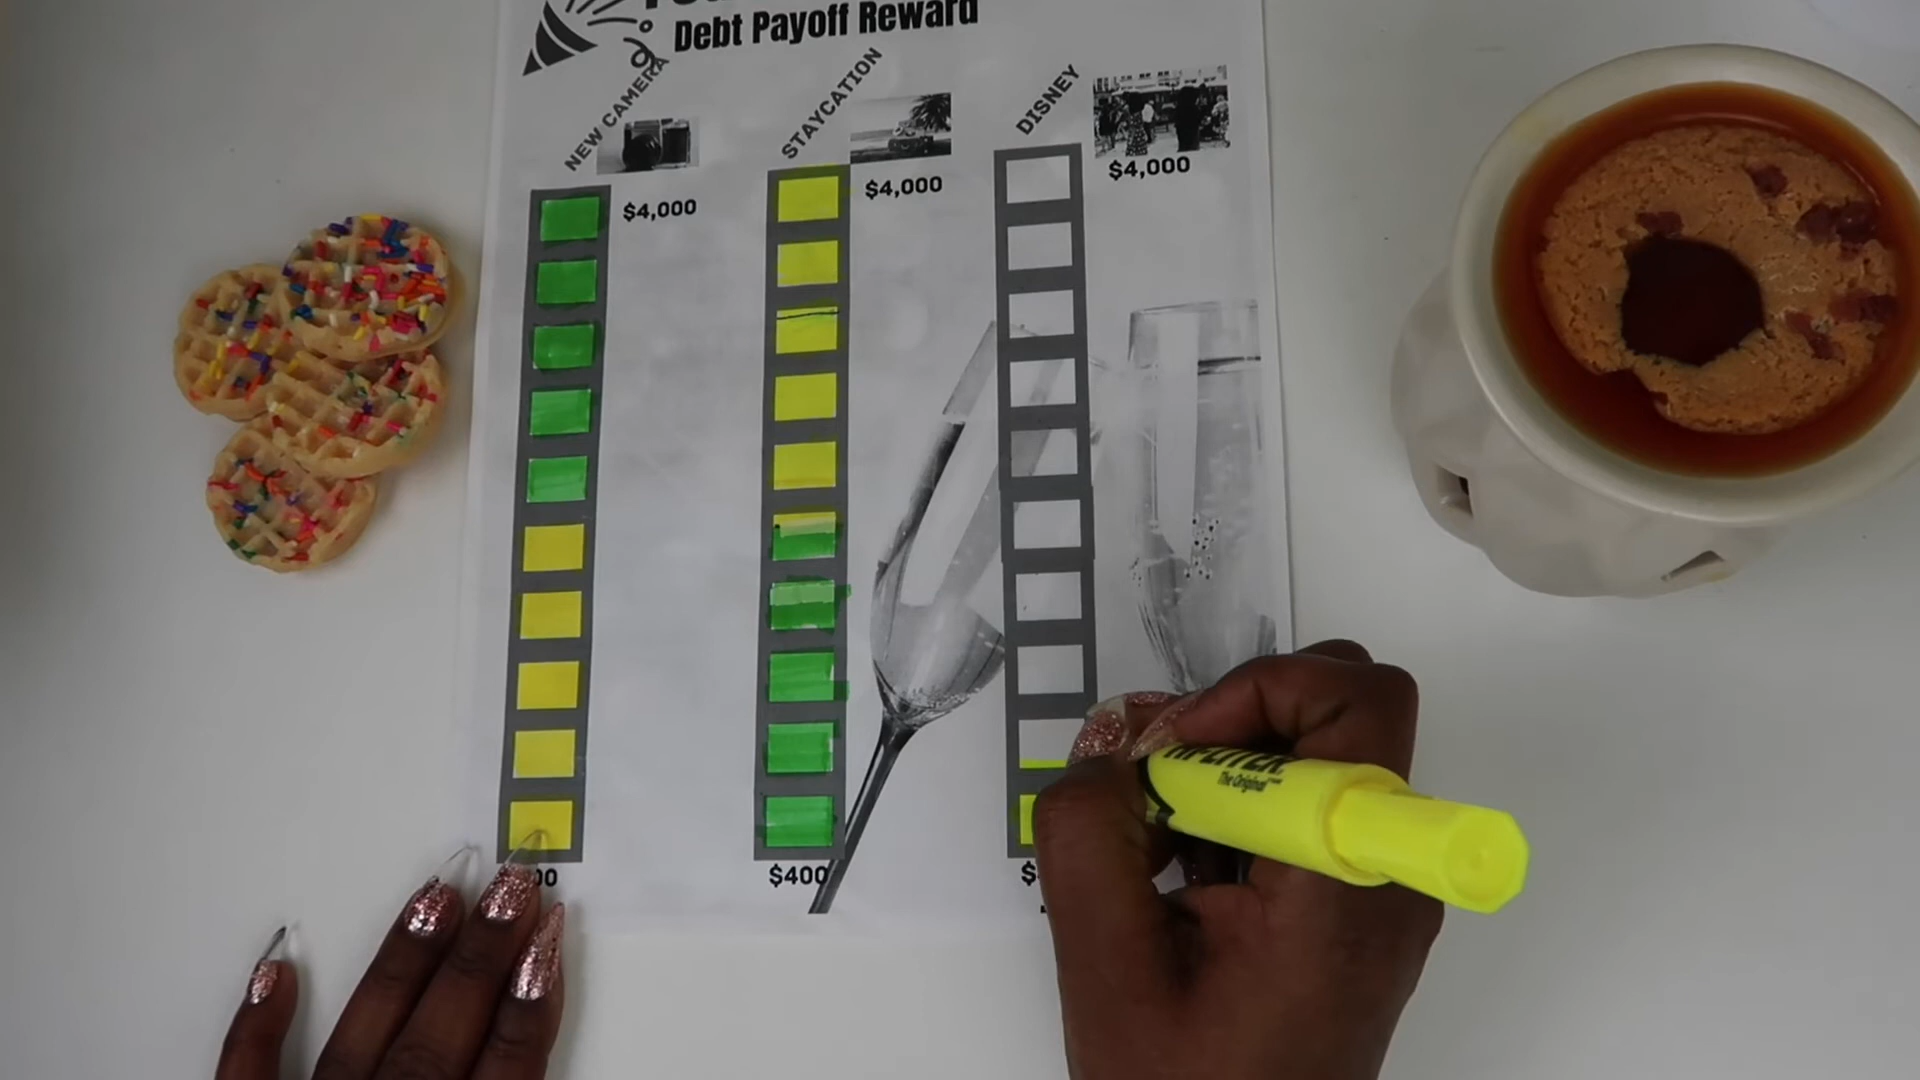 Debt Payoff Reward
NEW CAMERA
STAYCATION
DISNEY
$4,000
$4,000
$4,000
$400
HI-LITER
The Original